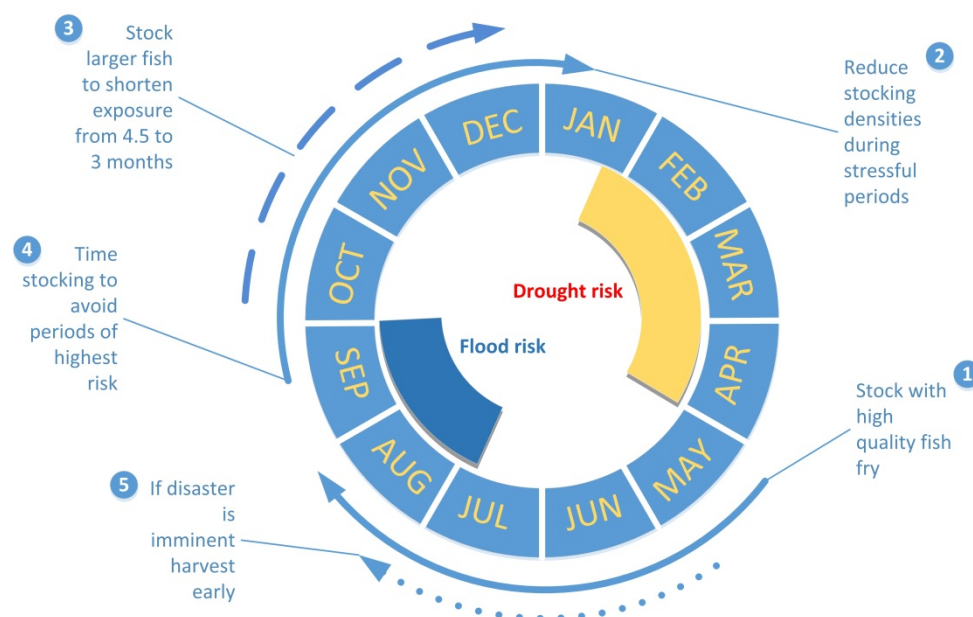 3
Stock
larger fish
to shorten
exposure
from 4.5 to
3 months
2
Reduce
stocking
densities
during
stressful
periods
4
Time
stocking to
avoid
periods of
highest
risk
1
Stock with
high
quality fish
fry
5
If disaster
is
imminent
harvest
early
JAN
FEB
MAR
APR
MAY
JUN
JUL
AUG
SEP
OCT
NOV
DEC
Drought risk
Flood risk